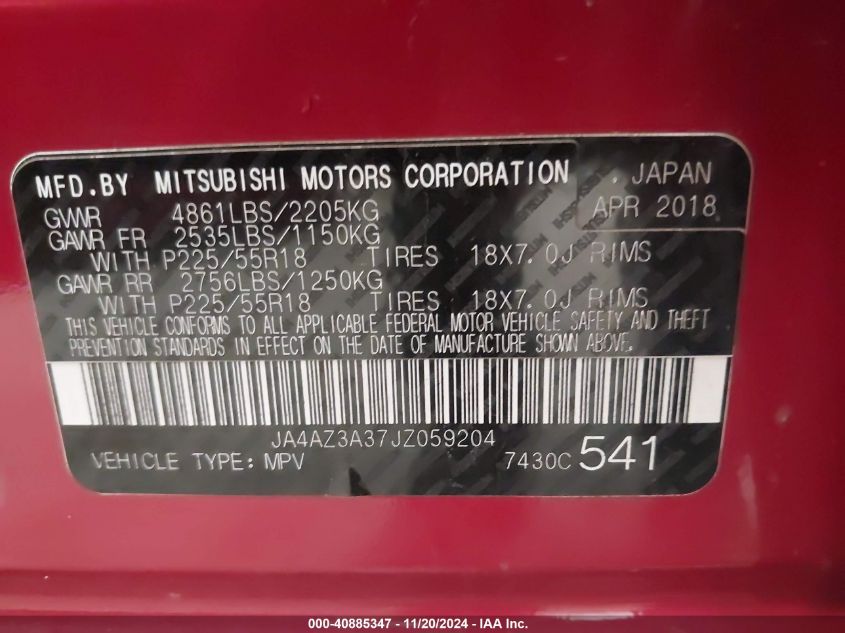 MFD.BY MITSUBISHI MOTORS CORPORATION . JAPAN
GVWR 4861LBS/2205KG APR 2018
GAWR FR 2535LBS/1150KG
WITH P225/55R18 TIRES 18X7.0J RIMS
GAWR RR 2756LBS/1250KG
WITH P225/55R18 TIRES 18X7.0J RIMS
THIS VEHICLE CONFORMS TO ALL APPLICABLE FEDERAL MOTOR VEHICLE SAFETY AND THEFT
PREVENTION STANDARDS IN EFFECT ON THE DATE OF MANUFACTURE SHOWN ABOVE.
JA4AZ3A37JZ059204
VEHICLE TYPE: MPV 7430C 541
000-40885347 - 11/20/2024 - IAA Inc.